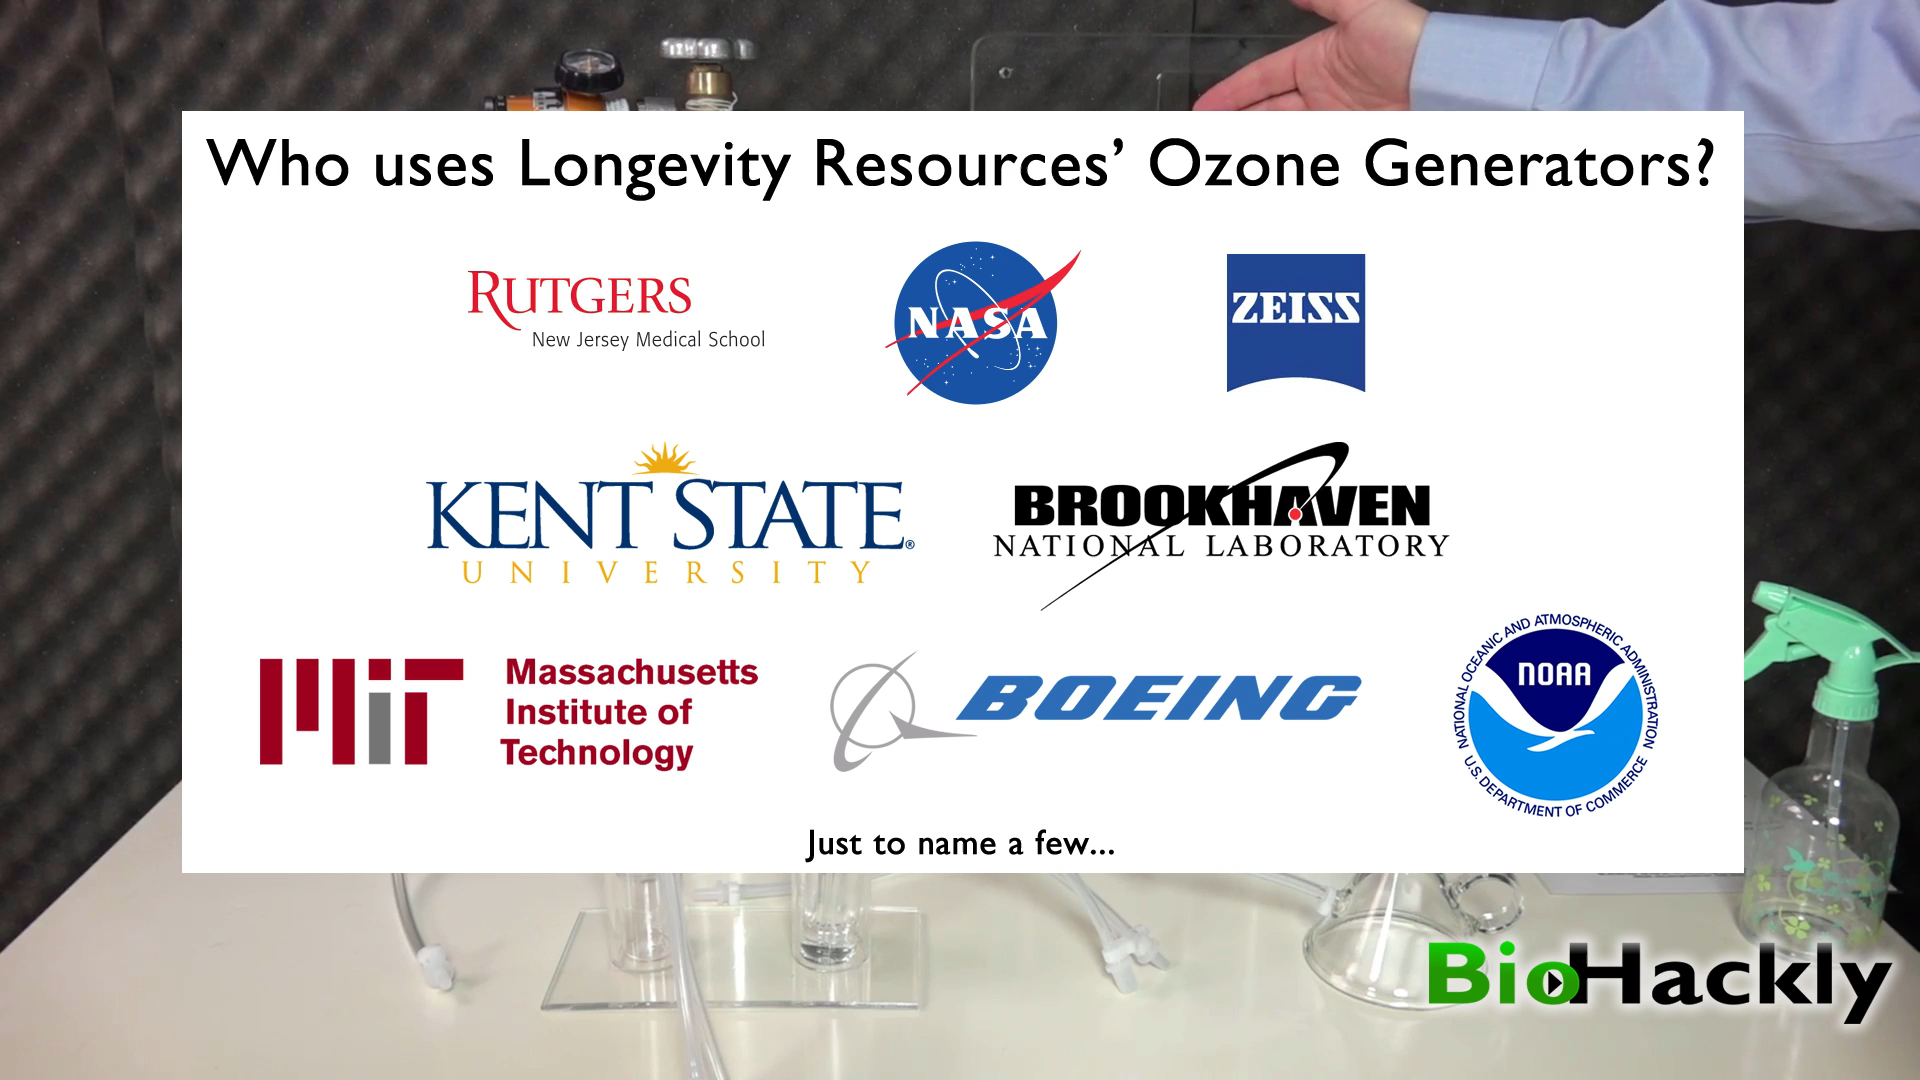 Who uses Longevity Resources’ Ozone Generators?
RUTGERS
New Jersey Medical School
NASA
ZEISS
KENT STATE®
UNIVERSITY
BROOKHAVEN
NATIONAL LABORATORY
MIT
Massachusetts
Institute of
Technology
BOEING
NATIONAL OCEANIC AND ATMOSPHERIC ADMINISTRATION
NOAA
U.S. DEPARTMENT OF COMMERCE
Just to name a few...
BioHackly